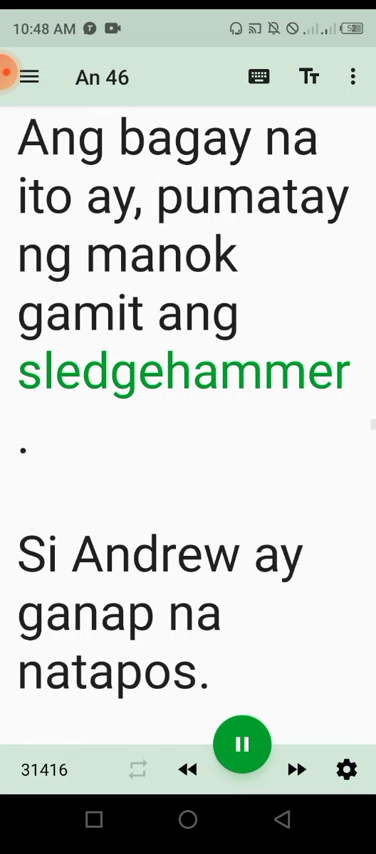 10:48 AM
52
An 46
Ang bagay na
ito ay, pumatay
ng manok
gamit ang
sledgehammer
.
Si Andrew ay
ganap na
natapos.
31416